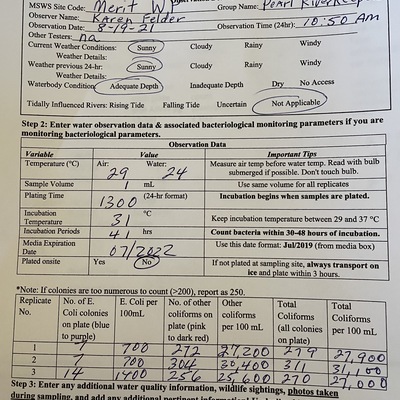 MSWS Site Code: Merit WP Group Name: Pearl Riverkeep
Observer Name: Karen Felder
Observation Date: 8-19-21 Observation Time (24hr): 10:50 AM
Other Testers: na
Current Weather Conditions: Sunny Cloudy Rainy Windy
Weather Details:
Weather previous 24-hr: Sunny Cloudy Rainy Windy
Weather Details:
Waterbody Condition: Adequate Depth Inadequate Depth Dry No Access
Tidally Influenced Rivers: Rising Tide Falling Tide Uncertain Not Applicable
Step 2: Enter water observation data & associated bacteriological monitoring parameters if you are
monitoring bacteriological parameters.
Observation Data
Variable Value Important Tips
Temperature (°C) Air: 29 Water: 24 Measure air temp before water temp. Read with bulb
submerged if possible. Don't touch bulb.
Sample Volume 1 mL Use same volume for all replicates
Plating Time 1300 (24-hr format) Incubation begins when samples are plated.
Incubation
Temperature 31 °C Keep incubation temperature between 29 and 37 °C
Incubation Periods 41 hrs Count bacteria within 30-48 hours of incubation.
Media Expiration
Date 07/2022 Use this date format: Jul/2019 (from media box)
Plated onsite Yes No If not plated at sampling site, always transport on
ice and plate within 3 hours.
*Note: If colonies are too numerous to count (>200), report as 250.
Replicate
No. No. of E.
Coli colonies
on plate (blue
to purple) E. Coli per
100mL No. of other
coliforms on
plate (pink
to dark red) Other
coliforms
per 100 mL Total
Coliforms
(all colonies
on plate) Total
Coliforms
per 100 mL
1 7 700 272 27,200 279 27,900
2 7 700 304 30,400 311 31,100
3 14 1400 256 25,600 270 27,000
Step 3: Enter any additional water quality information, wildlife sightings, photos taken
during sampling, and add any additional pertinent